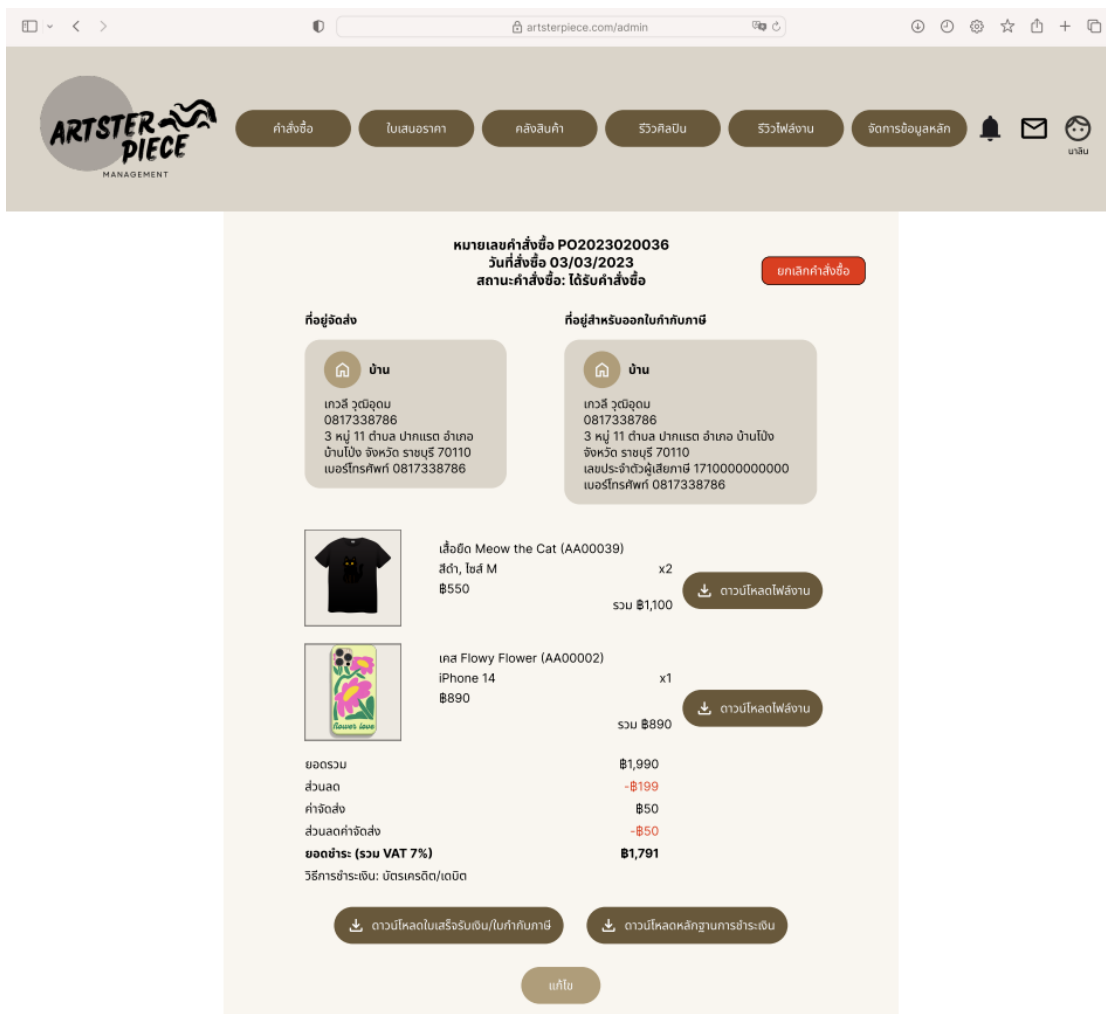 artsterpiece.com/admin
ARTSTER
PIECE
MANAGEMENT
คำสั่งซื้อ
ใบเสนอราคา
คลังสินค้า
รีวิวศิลปิน
รีวิวไฟล์งาน
จัดการข้อมูลหลัก
นาลิน
หมายเลขคำสั่งซื้อ PO2023020036
วันที่สั่งซื้อ 03/03/2023
สถานะคำสั่งซื้อ: ได้รับคำสั่งซื้อ
ยกเลิกคำสั่งซื้อ
ที่อยู่จัดส่ง
ที่อยู่สำหรับออกใบกำกับภาษี
บ้าน
เกวลี วุฒิอุดม
0817338786
3 หมู่ 11 ตำบล ปากแรต อำเภอ
บ้านโป่ง จังหวัด ราชบุรี 70110
เบอร์โทรศัพท์ 0817338786
บ้าน
เกวลี วุฒิอุดม
0817338786
3 หมู่ 11 ตำบล ปากแรต อำเภอ บ้านโป่ง
จังหวัด ราชบุรี 70110
เลขประจำตัวผู้เสียภาษี 1710000000000
เบอร์โทรศัพท์ 0817338786
เสื้อยืด Meow the Cat (AA00039)
สีดำ, ไซส์ M x2
฿550
รวม ฿1,100
ดาวน์โหลดไฟล์งาน
flower love
เคส Flowy Flower (AA00002)
iPhone 14 x1
฿890
รวม ฿890
ดาวน์โหลดไฟล์งาน
ยอดรวม ฿1,990
ส่วนลด -฿199
ค่าจัดส่ง ฿50
ส่วนลดค่าจัดส่ง -฿50
ยอดชำระ (รวม VAT 7%) ฿1,791
วิธีการชำระเงิน: บัตรเครดิต/เดบิต
ดาวน์โหลดใบเสร็จรับเงิน/ใบกำกับภาษี
ดาวน์โหลดหลักฐานการชำระเงิน
แก้ไข